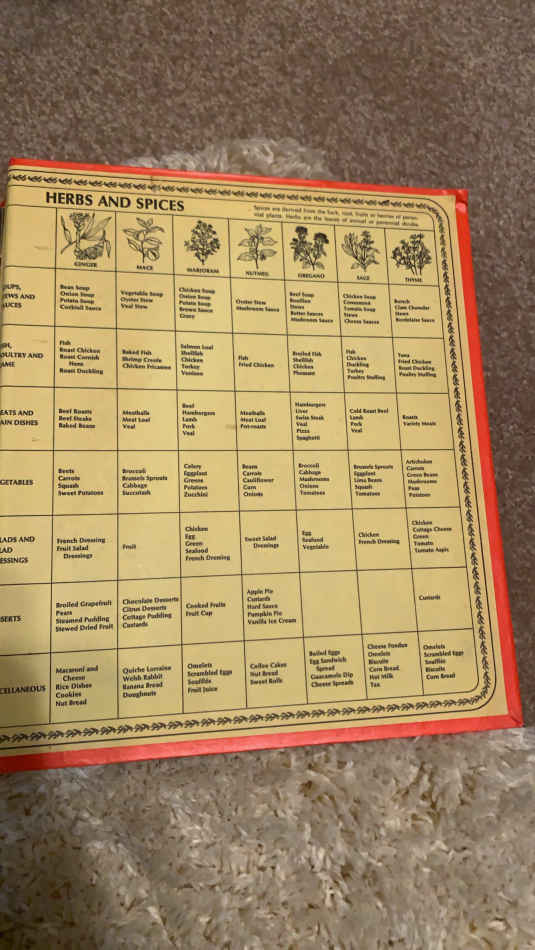 HERBS AND SPICES
Spices are derived from the bark, root, fruits or berries of peren-
nial plants. Herbs are the leaves of annual or perennial shrubs.
GINGER
MACE
MARJORAM
NUTMEG
OREGANO
SAGE
THYME
OUPS,
EWS AND
AUCES
Bean Soup
Onion Soup
Potato Soup
Cocktail Sauce
Vegetable Soup
Oyster Stew
Veal Stew
Chicken Soup
Onion Soup
Potato Soup
Brown Sauce
Gravy
Oyster Stew
Mushroom Sauce
Beef Soup
Bouillon
Stews
Butter Sauces
Mushroom Sauce
Chicken Soup
Consommé
Tomato Soup
Stews
Cheese Sauces
Borsch
Clam Chowder
Stews
Bordelaise Sauce
SH,
OULTRY AND
AME
Fish
Roast Chicken
Roast Cornish
Hens
Roast Duckling
Baked Fish
Shrimp Creole
Chicken Fricassee
Salmon Loaf
Shellfish
Chicken
Turkey
Venison
Fish
Fried Chicken
Broiled Fish
Shellfish
Chicken
Pheasant
Fish
Chicken
Duckling
Turkey
Poultry Stuffing
Tuna
Fried Chicken
Roast Duckling
Poultry Stuffing
EATS AND
AIN DISHES
Beef Roasts
Beef Steaks
Baked Beans
Meatballs
Meat Loaf
Veal
Beef
Hamburgers
Lamb
Pork
Veal
Meatballs
Meat Loaf
Pot-roasts
Hamburgers
Liver
Swiss Steak
Veal
Pizza
Spaghetti
Cold Roast Beef
Lamb
Pork
Veal
Roasts
Variety Meats
GETABLES
Beets
Carrots
Squash
Sweet Potatoes
Broccoli
Brussels Sprouts
Cabbage
Succotash
Celery
Eggplant
Greens
Potatoes
Zucchini
Beans
Carrots
Cauliflower
Corn
Onions
Broccoli
Cabbage
Mushrooms
Onions
Tomatoes
Brussels Sprouts
Eggplant
Lima Beans
Squash
Tomatoes
Artichokes
Carrots
Green Beans
Mushrooms
Peas
Potatoes
LADS AND
LAD
ESSINGS
French Dressing
Fruit Salad
Dressings
Fruit
Chicken
Egg
Green
Seafood
French Dressing
Sweet Salad
Dressings
Egg
Seafood
Vegetable
Chicken
French Dressing
Chicken
Cottage Cheese
Green
Tomato
Tomato Aspic
SERTS
Broiled Grapefruit
Pears
Steamed Pudding
Stewed Dried Fruit
Chocolate Desserts
Citrus Desserts
Cottage Pudding
Custards
Cooked Fruits
Fruit Cup
Apple Pie
Custards
Hard Sauce
Pumpkin Pie
Vanilla Ice Cream
Custards
CELLANEOUS
Macaroni and
Cheese
Rice Dishes
Cookies
Nut Bread
Quiche Lorraine
Welsh Rabbit
Banana Bread
Doughnuts
Omelets
Scrambled Eggs
Soufflés
Fruit Juice
Coffee Cakes
Nut Bread
Sweet Rolls
Boiled Eggs
Egg Sandwich
Spread
Guacamole Dip
Cheese Spreads
Cheese Fondue
Omelets
Biscuits
Corn Bread
Hot Milk
Tea
Omelets
Scrambled Eggs
Soufflés
Biscuits
Corn Bread